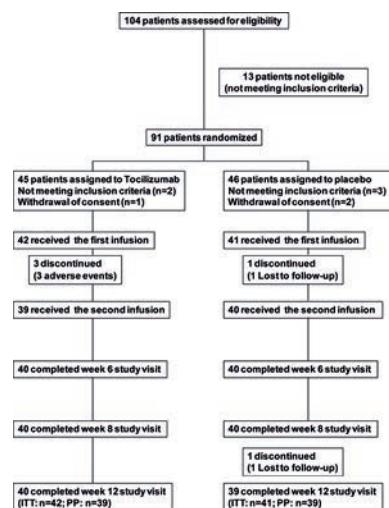 104 patients assessed for eligibility
13 patients not eligible
(not meeting inclusion criteria)
91 patients randomized
45 patients assigned to Tocilizumab
Not meeting inclusion criteria (n=2)
Withdrawal of consent (n=1)
46 patients assigned to placebo
Not meeting inclusion criteria (n=3)
Withdrawal of consent (n=2)
42 received the first infusion
41 received the first infusion
3 discontinued
(3 adverse events)
1 discontinued
(1 Lost to follow-up)
39 received the second infusion
40 received the second infusion
40 completed week 6 study visit
40 completed week 6 study visit
40 completed week 8 study visit
40 completed week 8 study visit
1 discontinued
(1 Lost to follow-up)
40 completed week 12 study visit
(ITT: n=42; PP: n=39)
39 completed week 12 study visit
(ITT: n=41; PP: n=39)